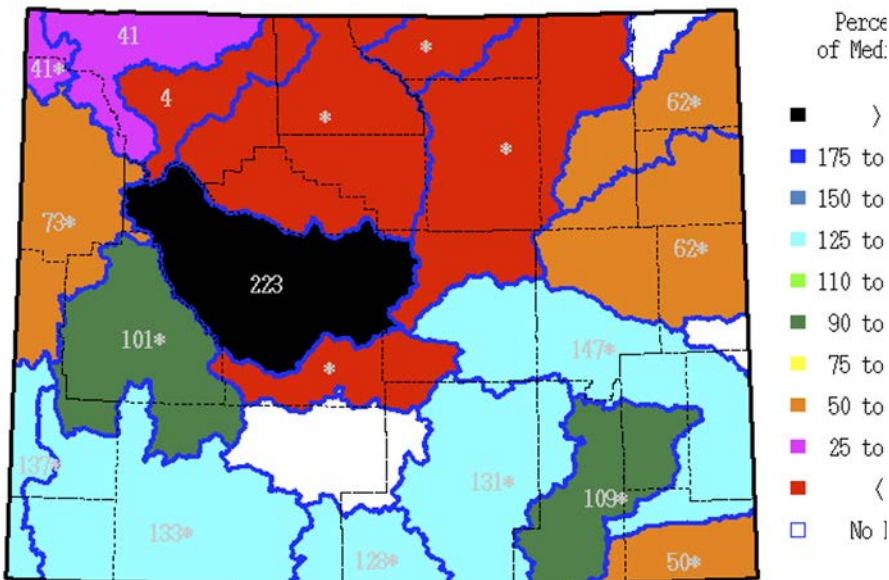 Perce
of Medi
41
41*
4
*
*
*
62*
73*
62*
223
101*
147*
*
137*
131*
109*
133*
128*
50*
>
175 to
150 to
125 to
110 to
90 to
75 to
50 to
25 to
<
No